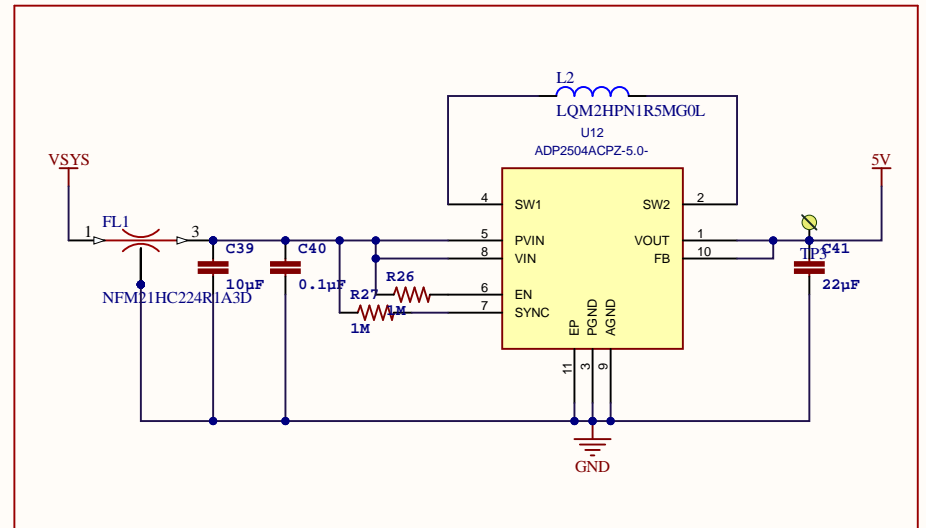 L2
LQM2HPN1R5MG0L
U12
ADP2504ACPZ-5.0-
VSYS
5V
4
SW1
SW2
2
FL1
1
3
5
PVIN
VOUT
1
C39
C40
TP3
C41
8
VIN
FB
10
10µF
0.1µF
22µF
R26
1M
6
EN
R27
1M
7
SYNC
NFM21HC224R1A3D
EP
PGND
AGND
11
3
9
GND